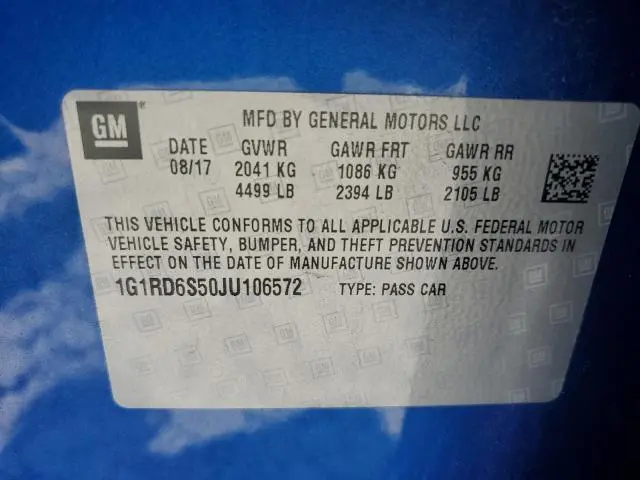 GM
MFD BY GENERAL MOTORS LLC
DATE GVWR GAWR FRT GAWR RR
08/17 2041 KG 1086 KG 955 KG
4499 LB 2394 LB 2105 LB
THIS VEHICLE CONFORMS TO ALL APPLICABLE U.S. FEDERAL MOTOR
VEHICLE SAFETY, BUMPER, AND THEFT PREVENTION STANDARDS IN
EFFECT ON THE DATE OF MANUFACTURE SHOWN ABOVE.
1G1RD6S50JU106572 TYPE: PASS CAR